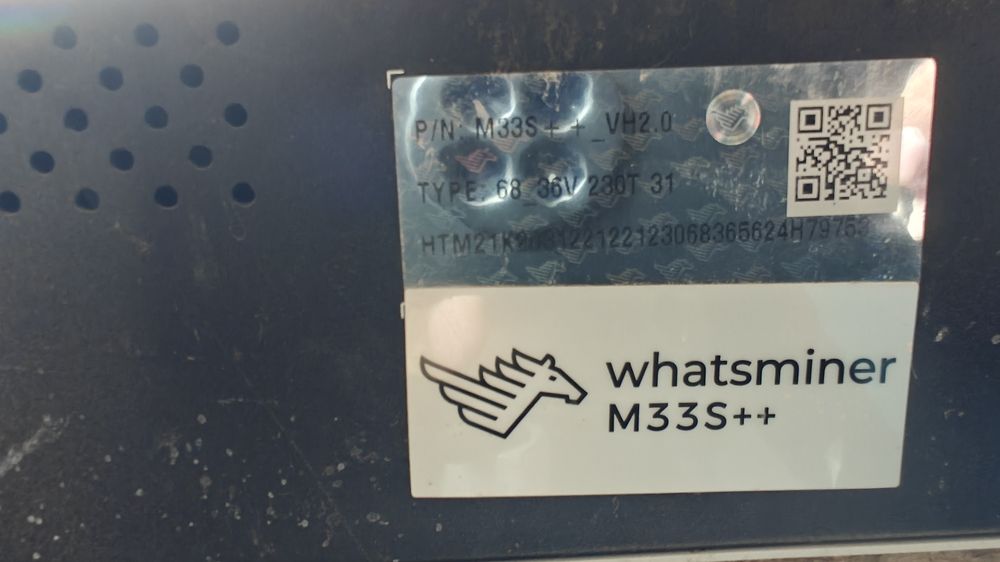 P/N: M33S++_VH2.0
TYPE: 68_36V 230T 31
whatsminer
M33S++